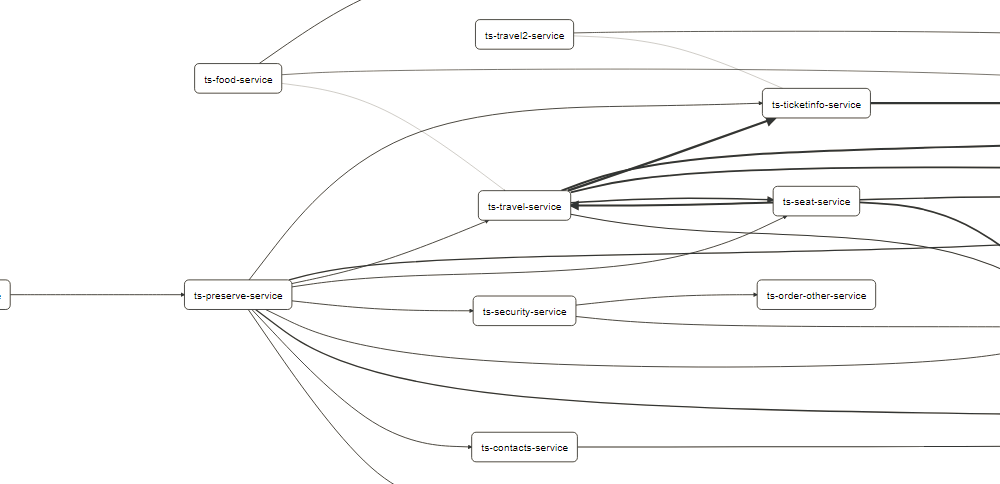 ts-travel2-service
ts-food-service
ts-ticketinfo-service
ts-travel-service
ts-seat-service
ts-preserve-service
ts-security-service
ts-order-other-service
ts-contacts-service